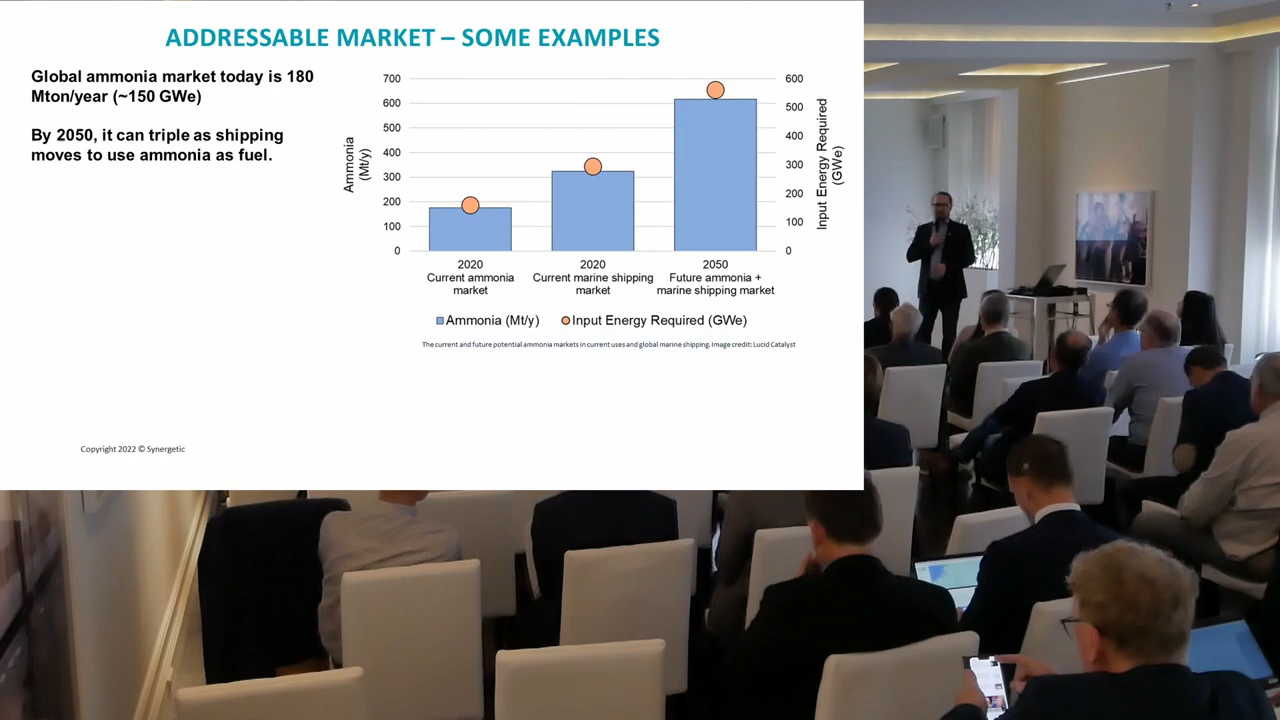 ADDRESSABLE MARKET – SOME EXAMPLES
Global ammonia market today is 180
Mton/year (~150 GWe)
By 2050, it can triple as shipping
moves to use ammonia as fuel.
Ammonia
(Mt/y)
700
600
500
400
300
200
100
0
600
500
400
300
200
100
0
Input Energy Required
(GWe)
2020
Current ammonia
market
2020
Current marine shipping
market
2050
Future ammonia +
marine shipping market
Ammonia (Mt/y)
Input Energy Required (GWe)
The current and future potential ammonia markets in current uses and global marine shipping. Image credit: Lucid Catalyst
Copyright 2022 © Synergetic